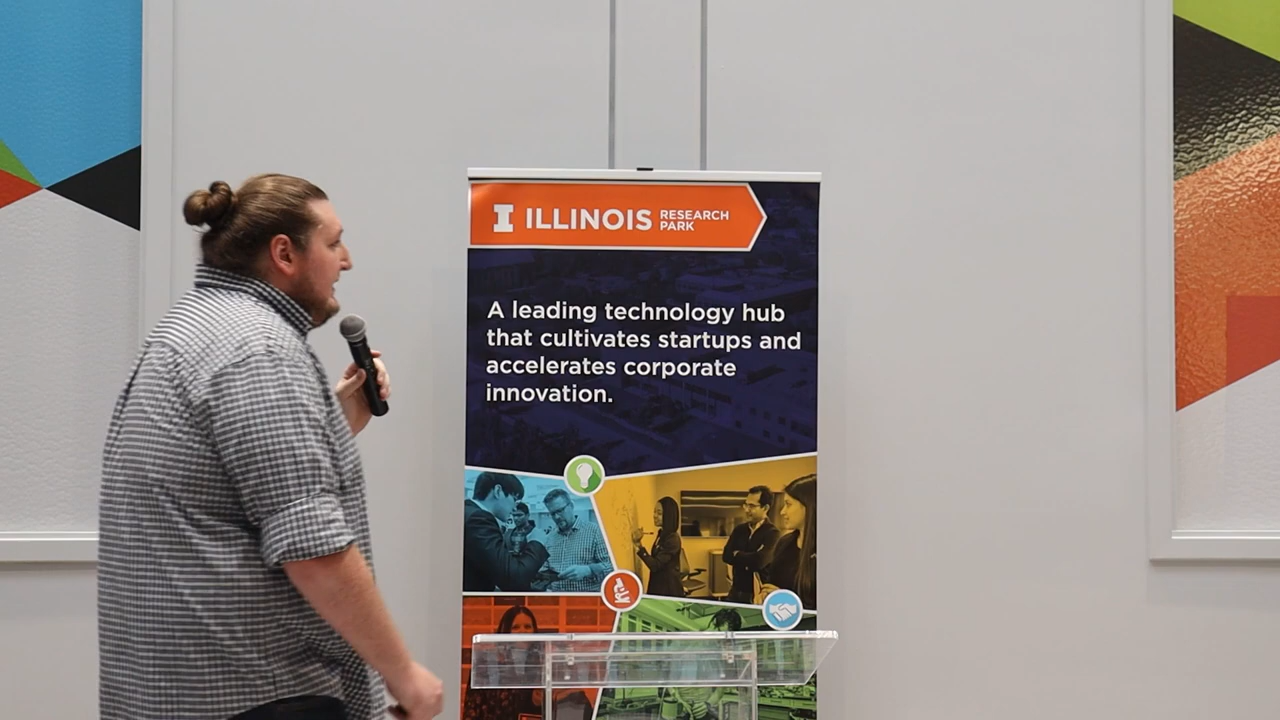 ILLINOIS RESEARCH
PARK
A leading technology hub
that cultivates startups and
accelerates corporate
innovation.